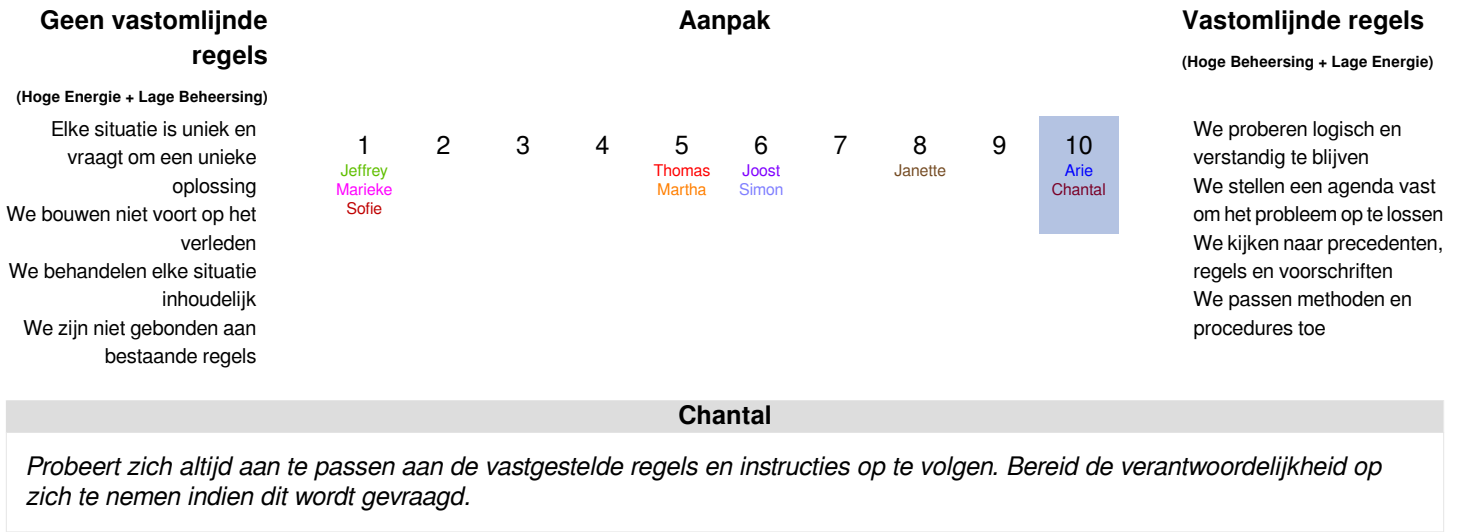 Geen vastomlijnde
regels
(Hoge Energie + Lage Beheersing)
Elke situatie is uniek en
vraagt om een unieke
oplossing
We bouwen niet voort op het
verleden
We behandelen elke situatie
inhoudelijk
We zijn niet gebonden aan
bestaande regels
Aanpak
1 2 3 4 5 6 7 8 9 10
Jeffrey Thomas Joost Janette Arie
Marieke Martha Simon Chantal
Sofie
Vastomlijnde regels
(Hoge Beheersing + Lage Energie)
We proberen logisch en
verstandig te blijven
We stellen een agenda vast
om het probleem op te lossen
We kijken naar precedenten,
regels en voorschriften
We passen methoden en
procedures toe
Chantal
Probeert zich altijd aan te passen aan de vastgestelde regels en instructies op te volgen. Bereid de verantwoordelijkheid op
zich te nemen indien dit wordt gevraagd.